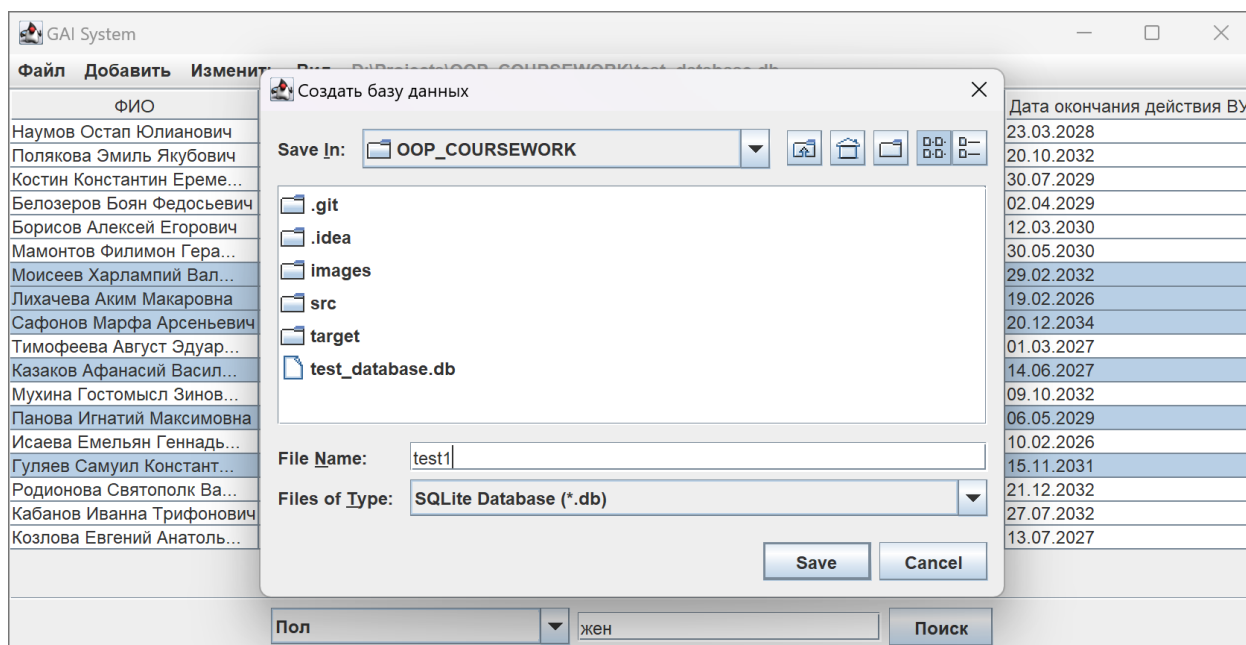 GAI System
Файл Добавить Изменить Вид D:\Projects\OOP_COURSEWORK\test_database.db
Создать базу данных
ФИО
Дата окончания действия ВУ
Наумов Остап Юлианович
23.03.2028
Полякова Эмиль Якубович
20.10.2032
Костин Константин Ереме...
30.07.2029
Белозеров Боян Федосьевич
02.04.2029
Борисов Алексей Егорович
12.03.2030
Мамонтов Филимон Гера...
30.05.2030
Моисеев Харлампий Вал...
29.02.2032
Лихачева Аким Макаровна
19.02.2026
Сафонов Марфа Арсеньевич
20.12.2034
Тимофеева Август Эдуар...
01.03.2027
Казаков Афанасий Васил...
14.06.2027
Мухина Гостомысл Зинов...
09.10.2032
Панова Игнатий Максимовна
06.05.2029
Исаева Емельян Геннадь...
10.02.2026
Гуляев Самуил Констант...
15.11.2031
Родионова Святополк Ва...
21.12.2032
Кабанов Иванна Трифонович
27.07.2032
Козлова Евгений Анатоль...
13.07.2027
Save In: OOP_COURSEWORK
.git
.idea
images
src
target
test_database.db
File Name: test1
Files of Type: SQLite Database (*.db)
Save Cancel
Пол жен Поиск